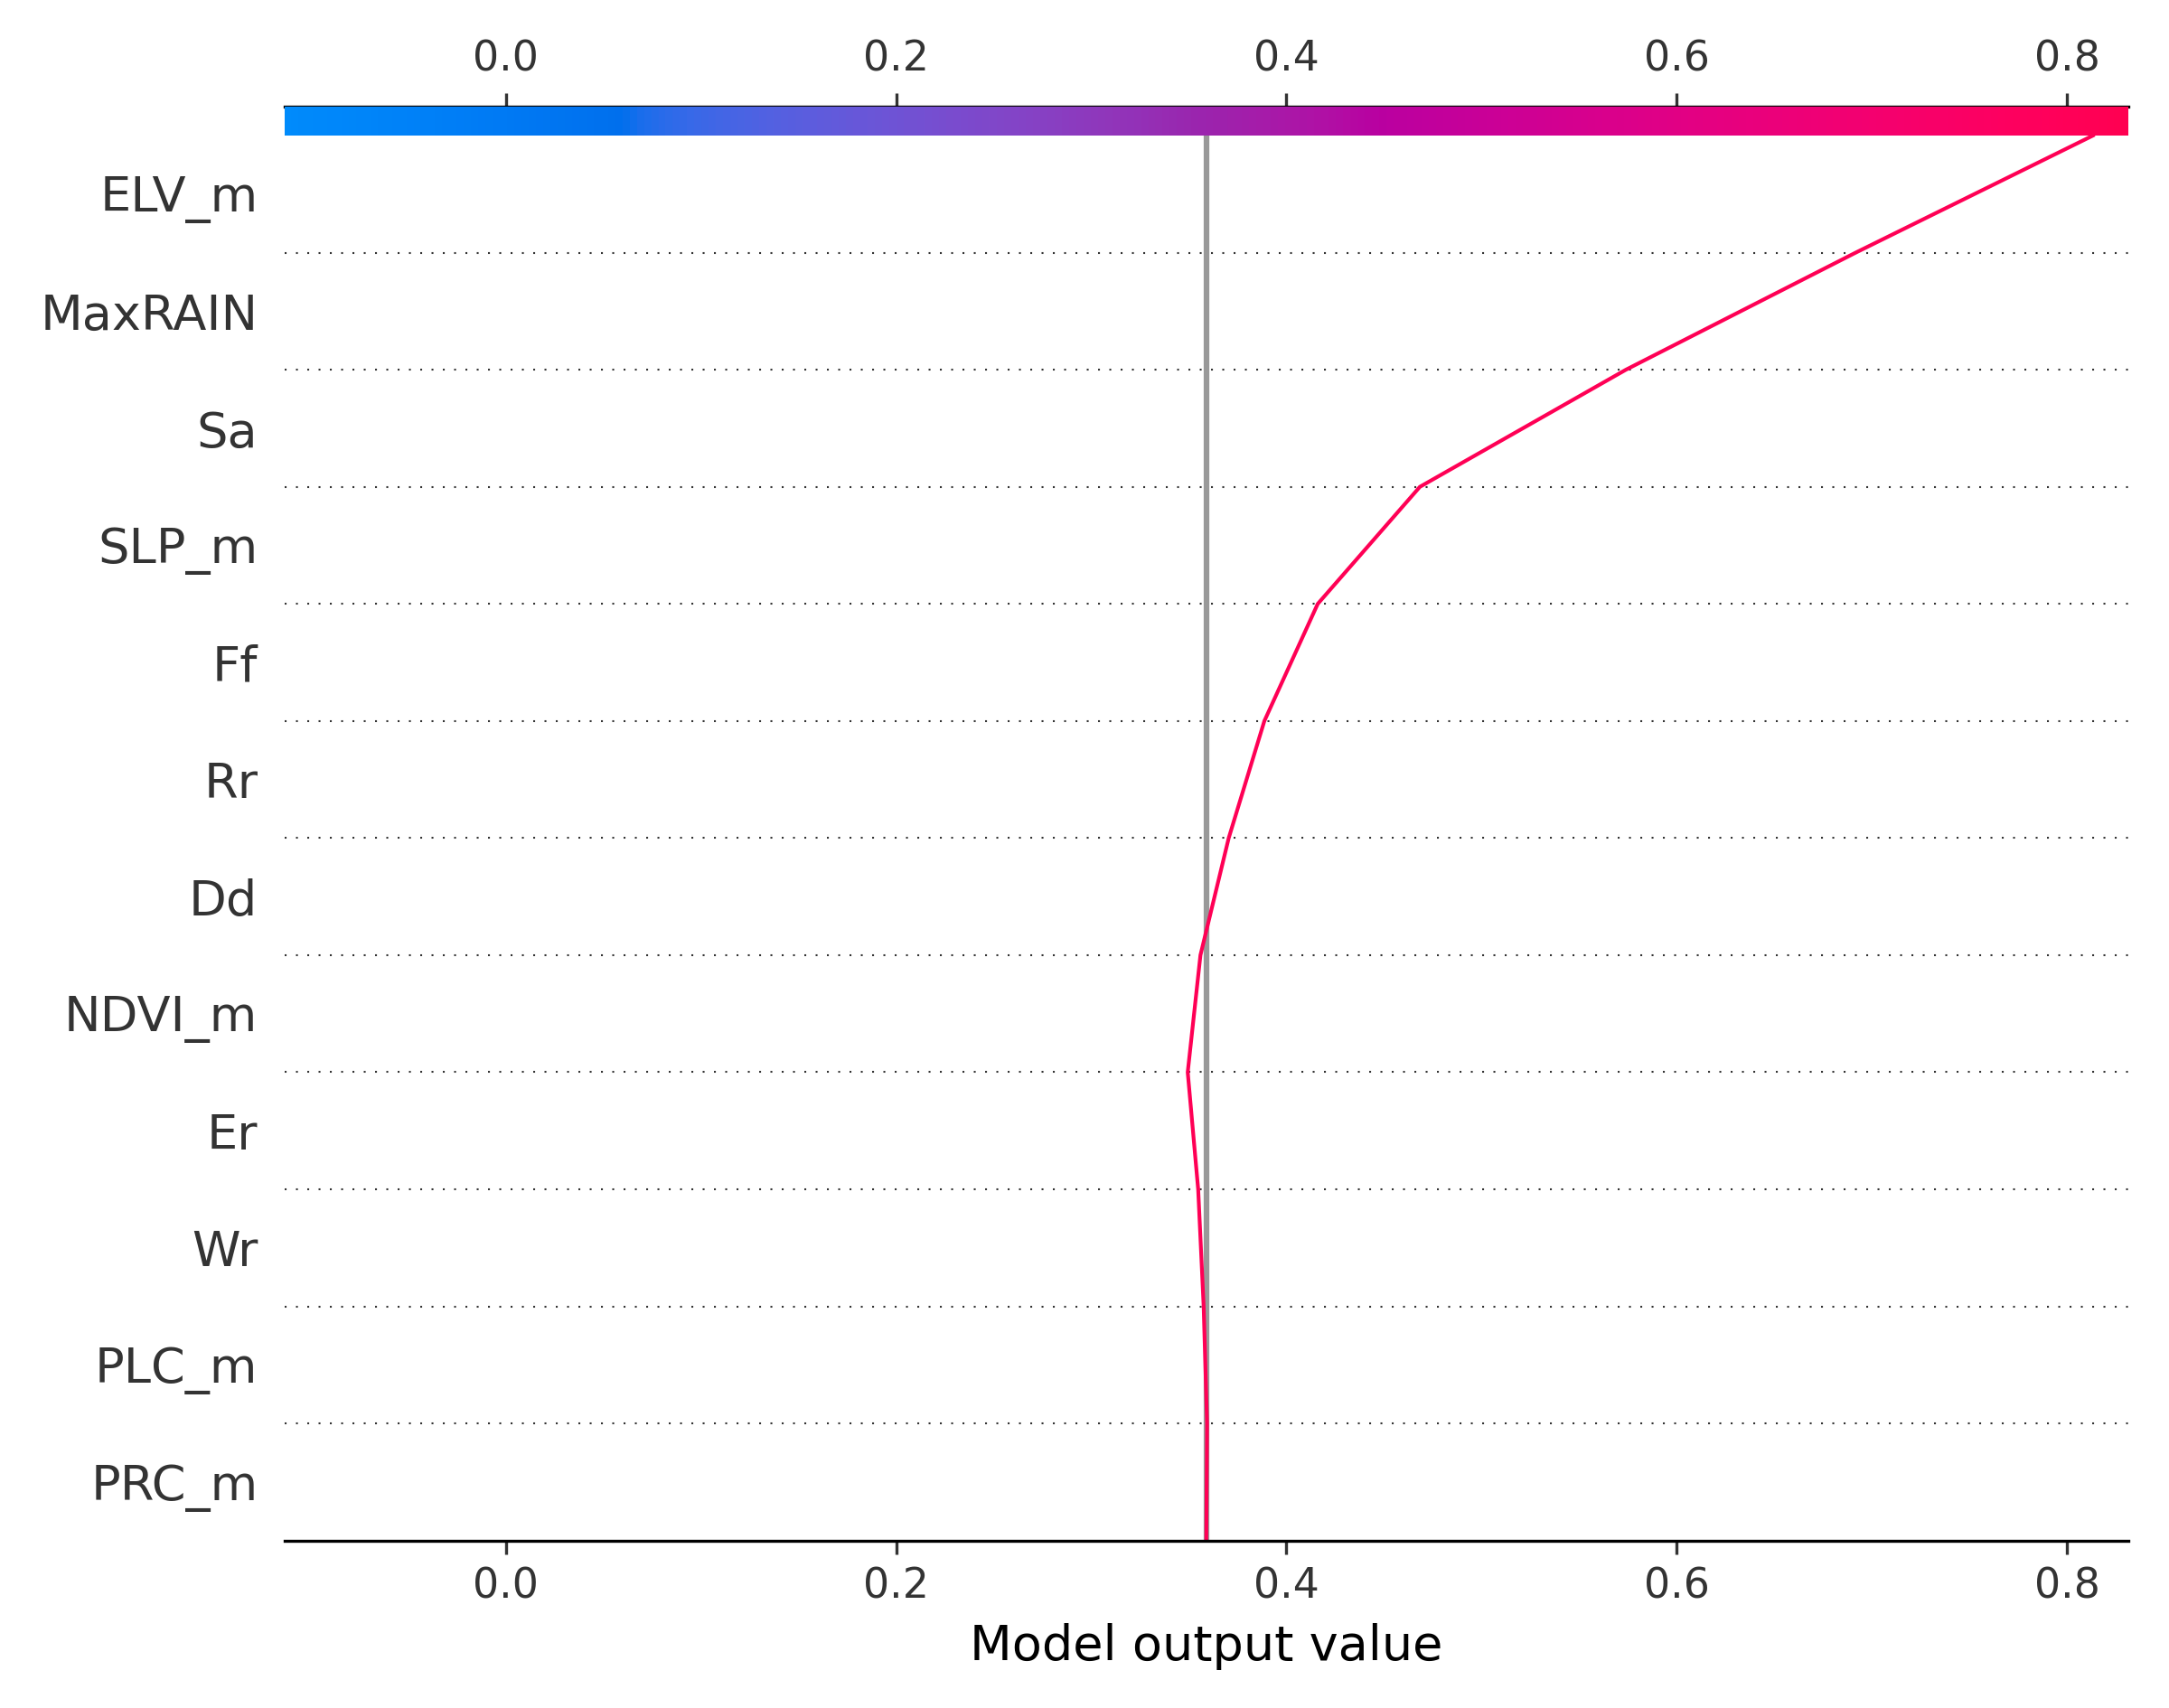 0.0 0.2 0.4 0.6 0.8
ELV_m
MaxRAIN
Sa
SLP_m
Ff
Rr
Dd
NDVI_m
Er
Wr
PLC_m
PRC_m
0.0 0.2 0.4 0.6 0.8
Model output value